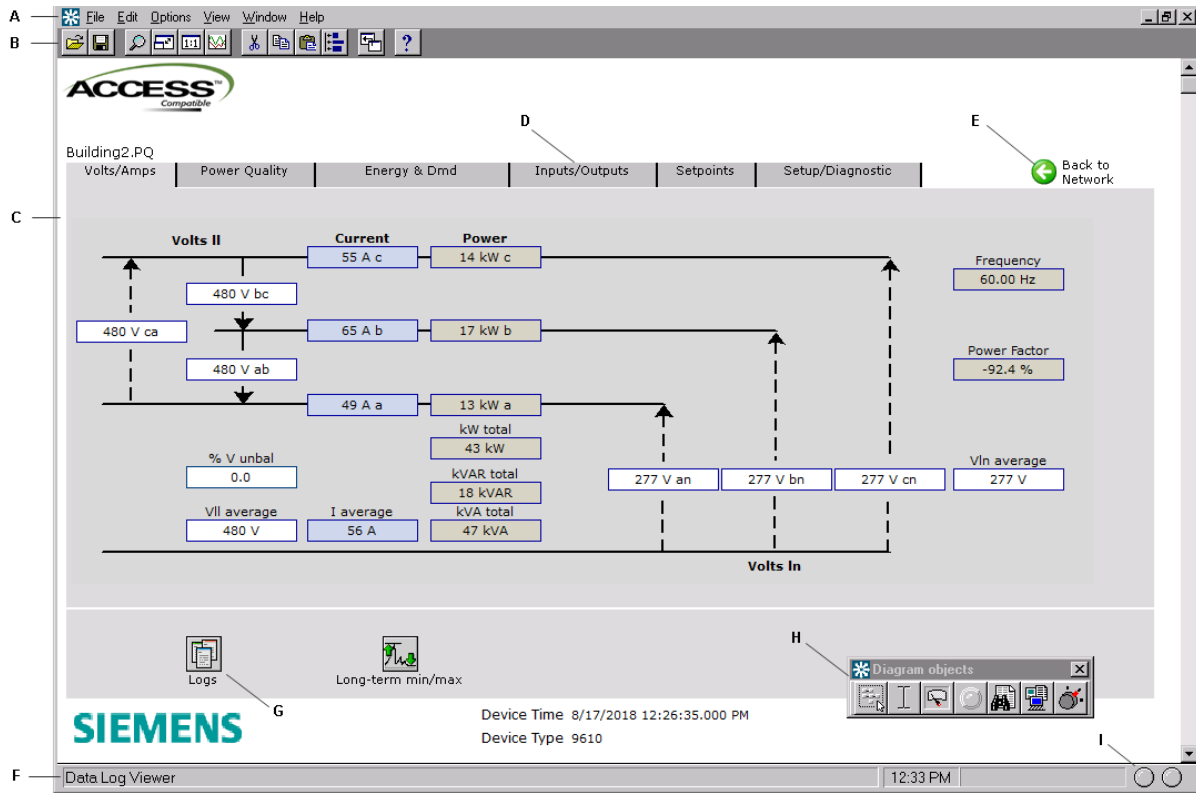 A
File Edit Options View Window Help
B
1:1
?
ACCESS™
Compatible
D
E
Building2.PQ
Volts/Amps Power Quality Energy & Dmd Inputs/Outputs Setpoints Setup/Diagnostic
Back to
Network
C
Volts ll Current Power
55 A c 14 kW c
Frequency
60.00 Hz
480 V bc
480 V ca 65 A b 17 kW b
Power Factor
-92.4 %
480 V ab
49 A a 13 kW a
kW total
43 kW
% V unbal
0.0
kVAR total
18 kVAR
277 V an 277 V bn 277 V cn
Vln average
277 V
Vll average I average kVA total
480 V 56 A 47 kVA
Volts ln
H
Diagram objects
Logs Long-term min/max
G
SIEMENS
Device Time 8/17/2018 12:26:35.000 PM
Device Type 9610
I
F
Data Log Viewer 12:33 PM